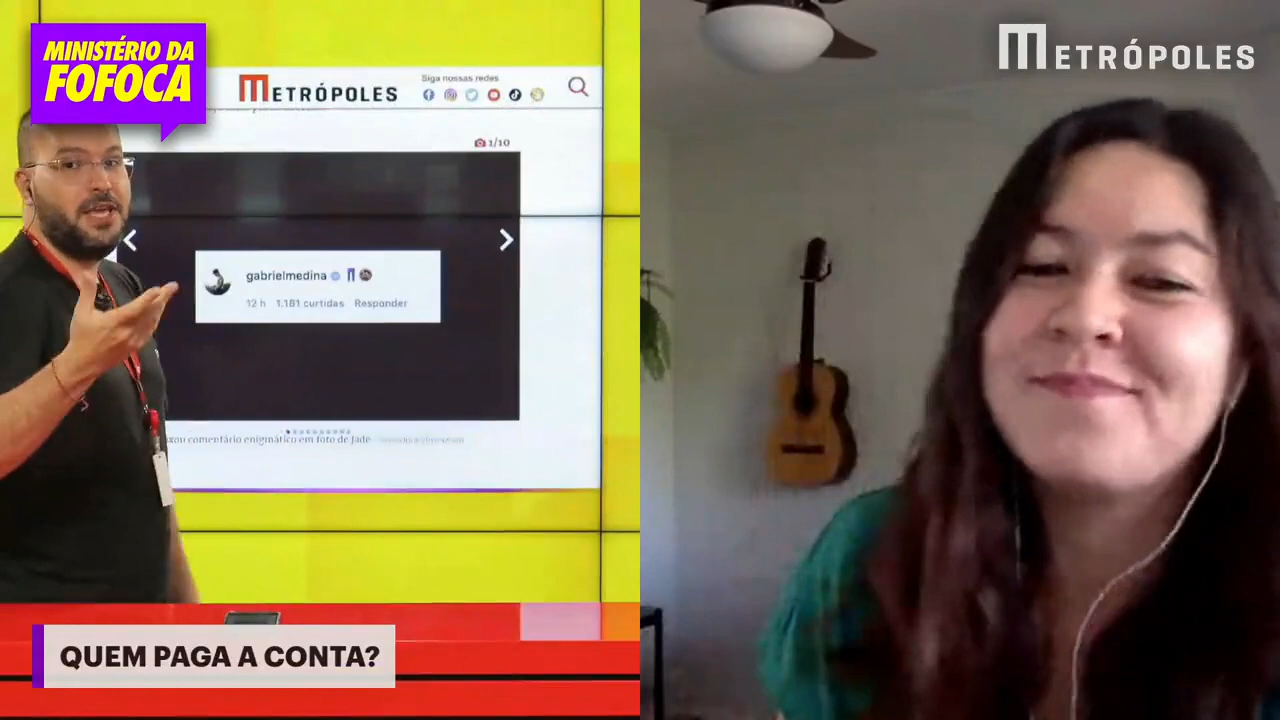 MINISTÉRIO DA
FOFOCA
METRÓPOLES
Siga nossas redes
1/10
gabrielmedina
12 h 1.181 curtidas Responder
xou comentário enigmático em foto de Jade
QUEM PAGA A CONTA?
METRÓPOLES